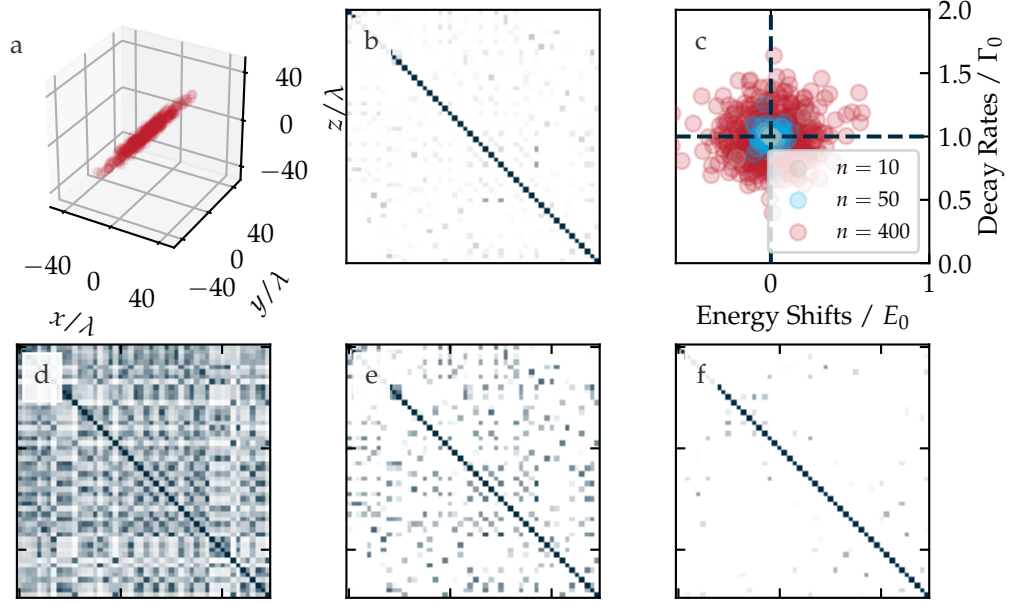 a
40
0
−40
40
0
−40
−40
0
40
x/λ
y/λ
z/λ
b
c
2.0
1.5
1.0
0.5
0.0
Decay Rates / Γ0
n = 10
n = 50
n = 400
0
1
Energy Shifts / E0
d
e
f